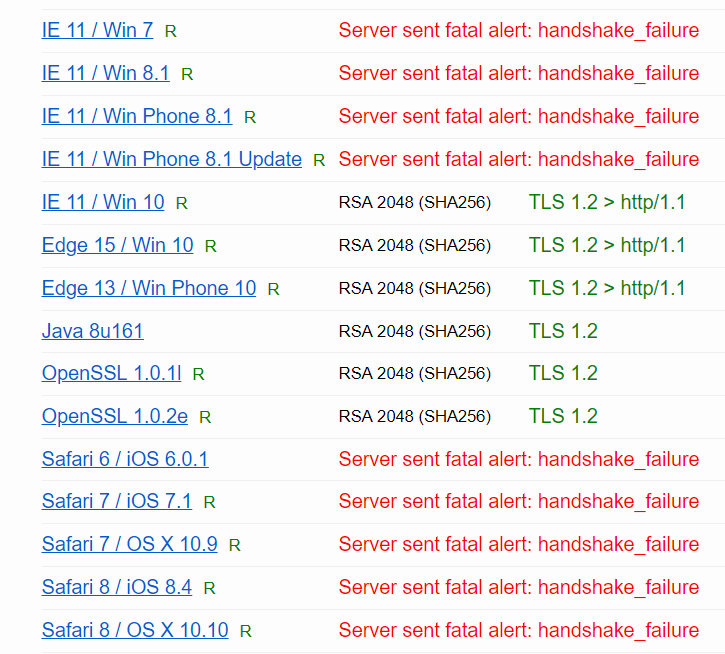 IE 11 / Win 7 R Server sent fatal alert: handshake_failure
IE 11 / Win 8.1 R Server sent fatal alert: handshake_failure
IE 11 / Win Phone 8.1 R Server sent fatal alert: handshake_failure
IE 11 / Win Phone 8.1 Update R Server sent fatal alert: handshake_failure
IE 11 / Win 10 R RSA 2048 (SHA256) TLS 1.2 > http/1.1
Edge 15 / Win 10 R RSA 2048 (SHA256) TLS 1.2 > http/1.1
Edge 13 / Win Phone 10 R RSA 2048 (SHA256) TLS 1.2 > http/1.1
Java 8u161 RSA 2048 (SHA256) TLS 1.2
OpenSSL 1.0.1l R RSA 2048 (SHA256) TLS 1.2
OpenSSL 1.0.2e R RSA 2048 (SHA256) TLS 1.2
Safari 6 / iOS 6.0.1 Server sent fatal alert: handshake_failure
Safari 7 / iOS 7.1 R Server sent fatal alert: handshake_failure
Safari 7 / OS X 10.9 R Server sent fatal alert: handshake_failure
Safari 8 / iOS 8.4 R Server sent fatal alert: handshake_failure
Safari 8 / OS X 10.10 R Server sent fatal alert: handshake_failure